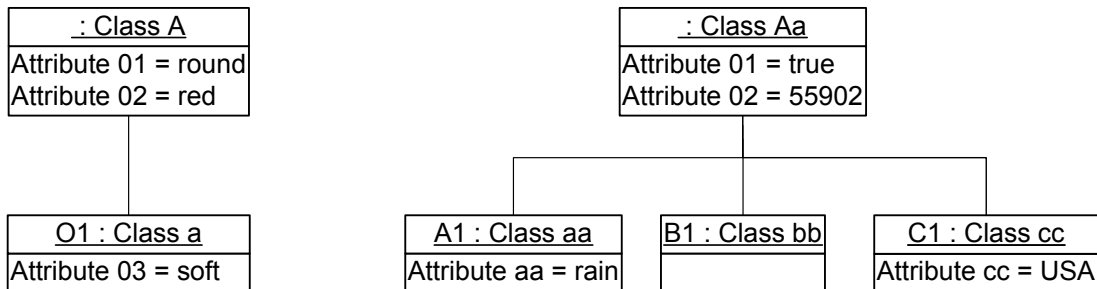 : Class A
Attribute 01 = round
Attribute 02 = red
: Class Aa
Attribute 01 = true
Attribute 02 = 55902
O1 : Class a
Attribute 03 = soft
A1 : Class aa
Attribute aa = rain
B1 : Class bb
C1 : Class cc
Attribute cc = USA